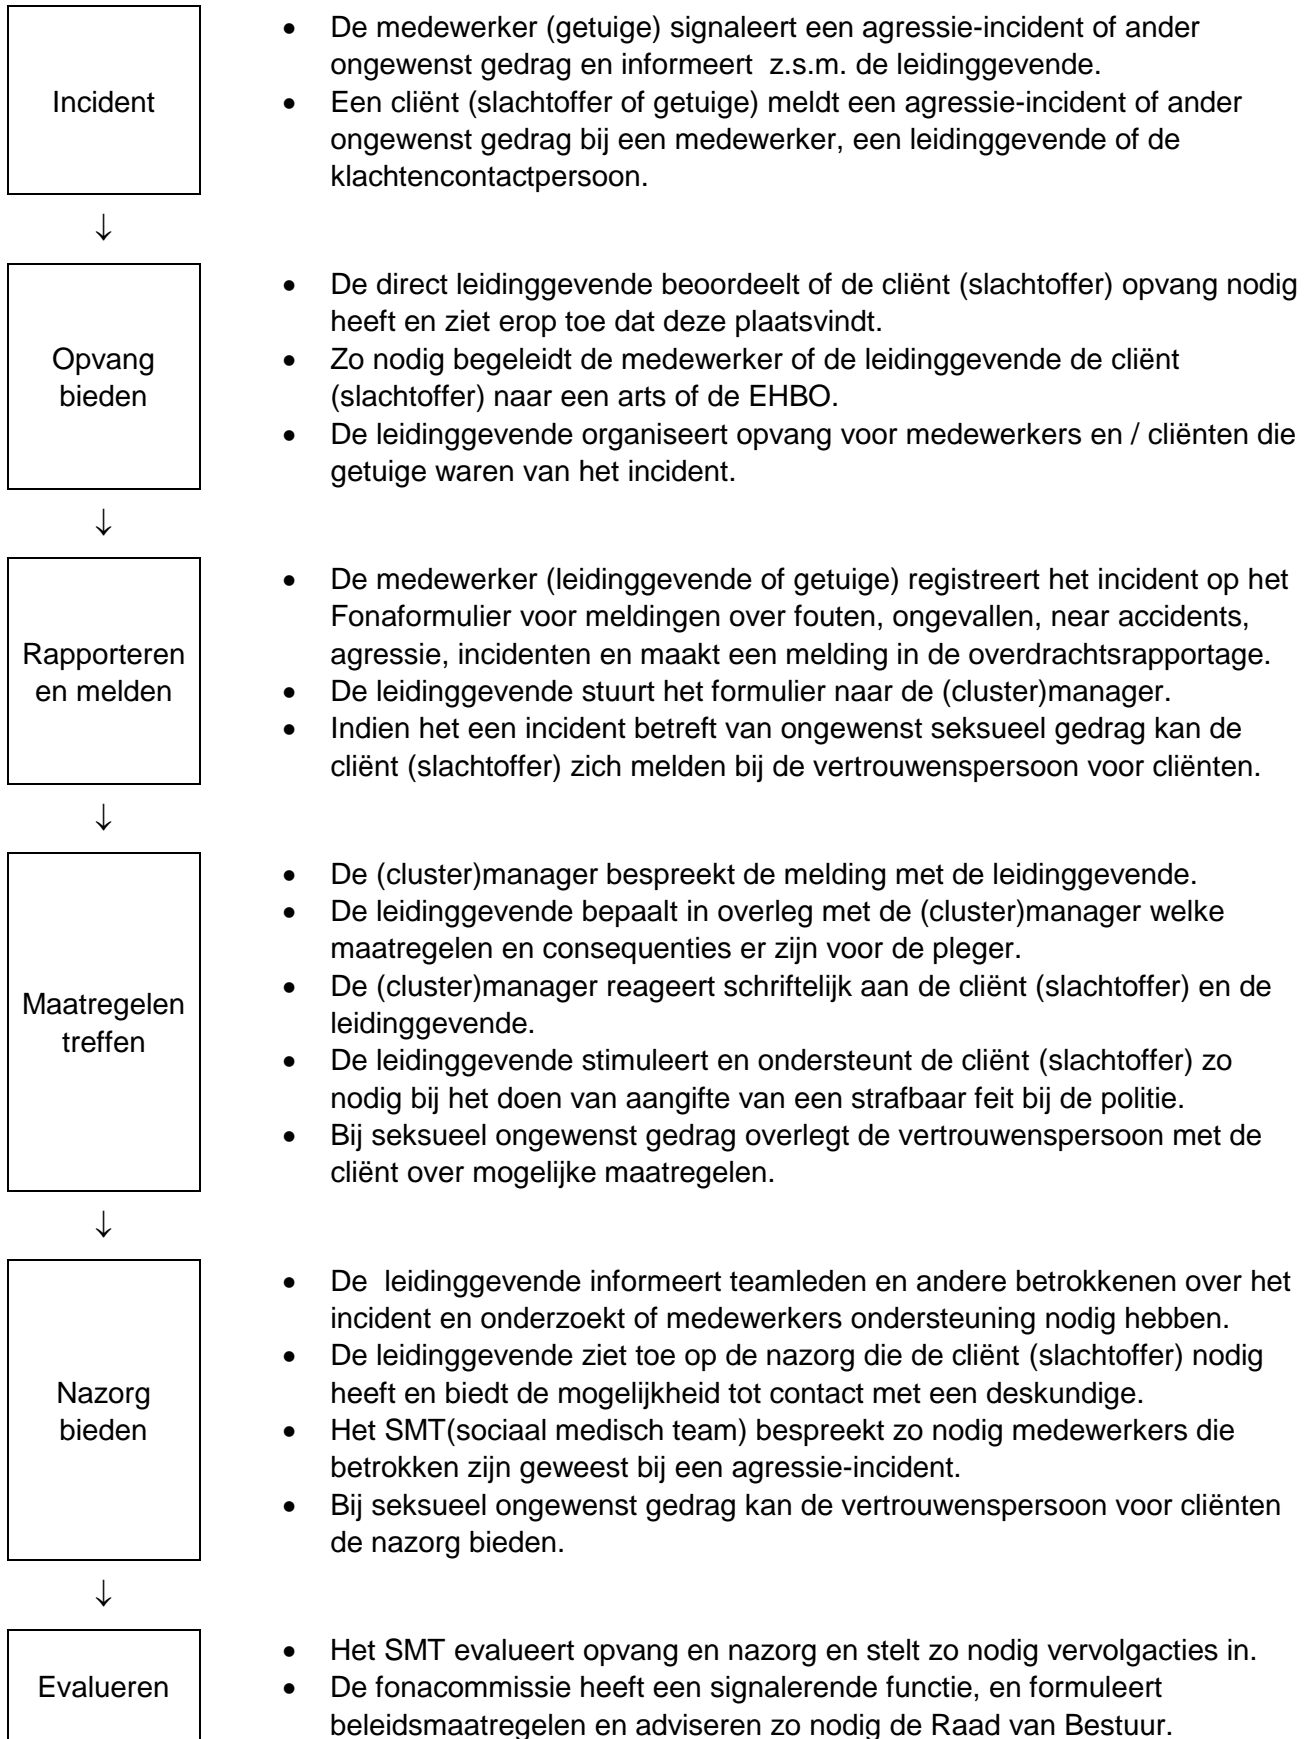 Incident
• De medewerker (getuige) signaleert een agressie-incident of ander
ongewenst gedrag en informeert  z.s.m. de leidinggevende.
• Een cliënt (slachtoffer of getuige) meldt een agressie-incident of ander
ongewenst gedrag bij een medewerker, een leidinggevende of de
klachtencontactpersoon.
↓
Opvang
bieden
• De direct leidinggevende beoordeelt of de cliënt (slachtoffer) opvang nodig
heeft en ziet erop toe dat deze plaatsvindt.
• Zo nodig begeleidt de medewerker of de leidinggevende de cliënt
(slachtoffer) naar een arts of de EHBO.
• De leidinggevende organiseert opvang voor medewerkers en / cliënten die
getuige waren van het incident.
↓
Rapporteren
en melden
• De medewerker (leidinggevende of getuige) registreert het incident op het
Fonaformulier voor meldingen over fouten, ongevallen, near accidents,
agressie, incidenten en maakt een melding in de overdrachtsrapportage.
• De leidinggevende stuurt het formulier naar de (cluster)manager.
• Indien het een incident betreft van ongewenst seksueel gedrag kan de
cliënt (slachtoffer) zich melden bij de vertrouwenspersoon voor cliënten.
↓
Maatregelen
treffen
• De (cluster)manager bespreekt de melding met de leidinggevende.
• De leidinggevende bepaalt in overleg met de (cluster)manager welke
maatregelen en consequenties er zijn voor de pleger.
• De (cluster)manager reageert schriftelijk aan de cliënt (slachtoffer) en de
leidinggevende.
• De leidinggevende stimuleert en ondersteunt de cliënt (slachtoffer) zo
nodig bij het doen van aangifte van een strafbaar feit bij de politie.
• Bij seksueel ongewenst gedrag overlegt de vertrouwenspersoon met de
cliënt over mogelijke maatregelen.
↓
Nazorg
bieden
• De  leidinggevende informeert teamleden en andere betrokkenen over het
incident en onderzoekt of medewerkers ondersteuning nodig hebben.
• De leidinggevende ziet toe op de nazorg die de cliënt (slachtoffer) nodig
heeft en biedt de mogelijkheid tot contact met een deskundige.
• Het SMT(sociaal medisch team) bespreekt zo nodig medewerkers die
betrokken zijn geweest bij een agressie-incident.
• Bij seksueel ongewenst gedrag kan de vertrouwenspersoon voor cliënten
de nazorg bieden.
↓
Evalueren
• Het SMT evalueert opvang en nazorg en stelt zo nodig vervolgacties in.
• De fonacommissie heeft een signalerende functie, en formuleert
beleidsmaatregelen en adviseren zo nodig de Raad van Bestuur.